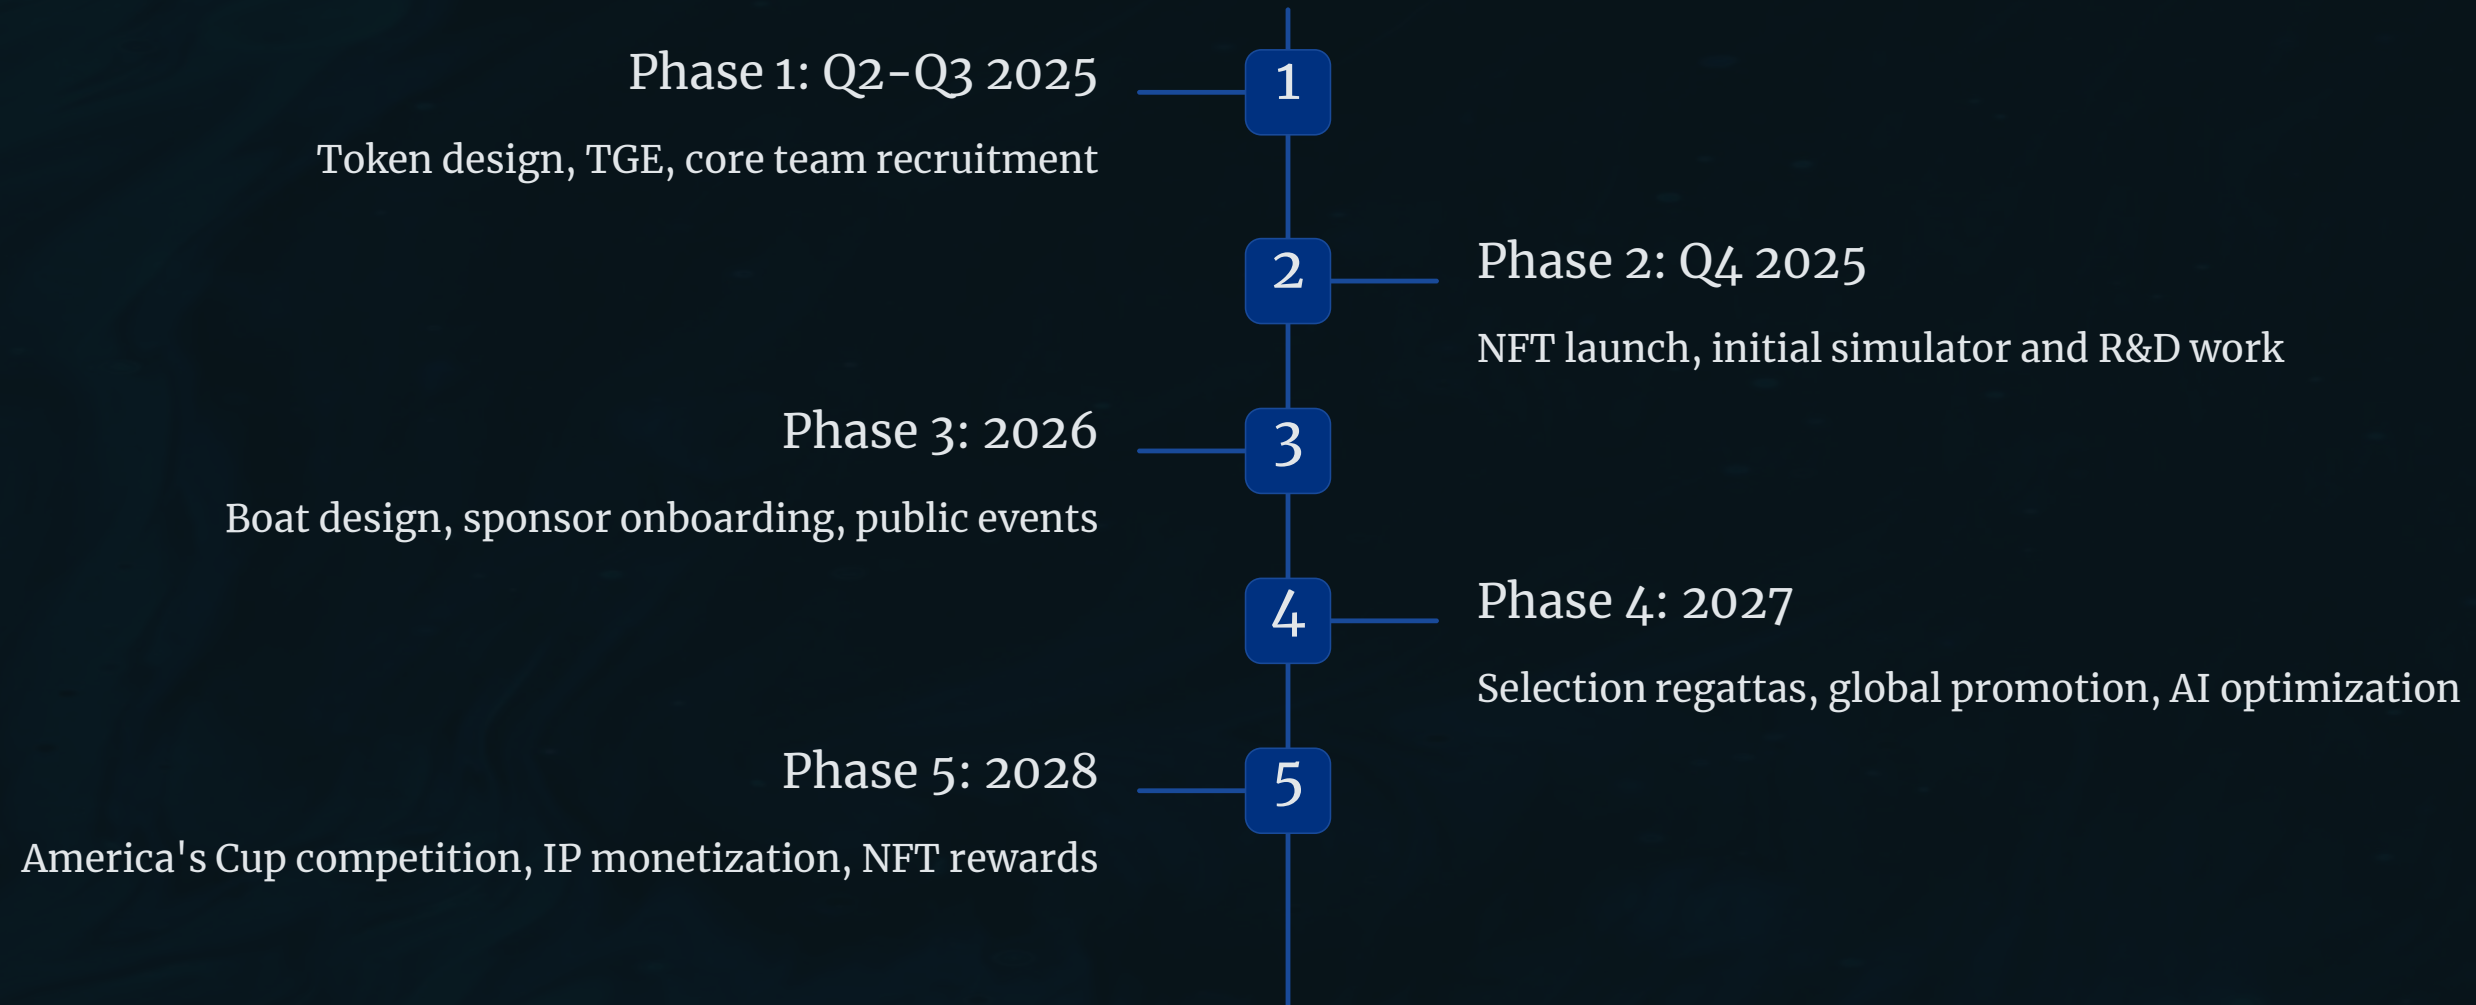 Phase 1: Q2-Q3 2025
1
Token design, TGE, core team recruitment
2
Phase 2: Q4 2025
NFT launch, initial simulator and R&D work
Phase 3: 2026
3
Boat design, sponsor onboarding, public events
4
Phase 4: 2027
Selection regattas, global promotion, AI optimization
Phase 5: 2028
5
America's Cup competition, IP monetization, NFT rewards